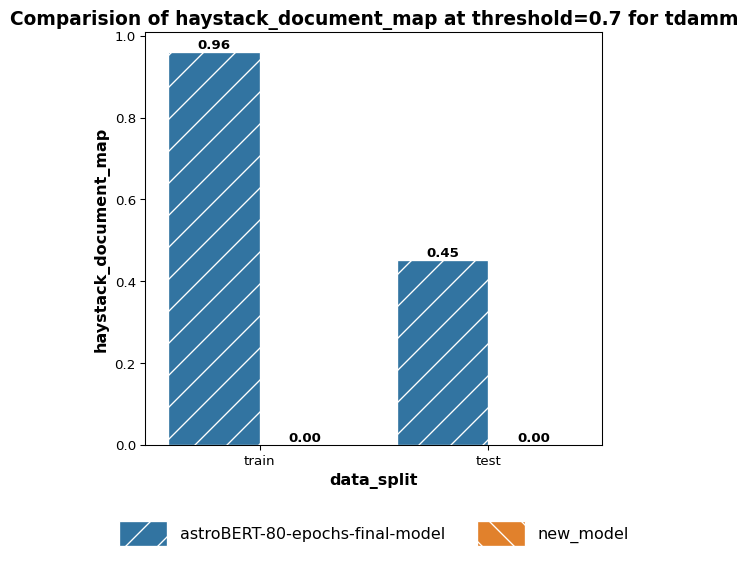 Comparision of haystack_document_map at threshold=0.7 for tdamm
haystack_document_map
1.0
0.8
0.6
0.4
0.2
0.0
0.96
0.00
0.45
0.00
train
test
data_split
astroBERT-80-epochs-final-model
new_model